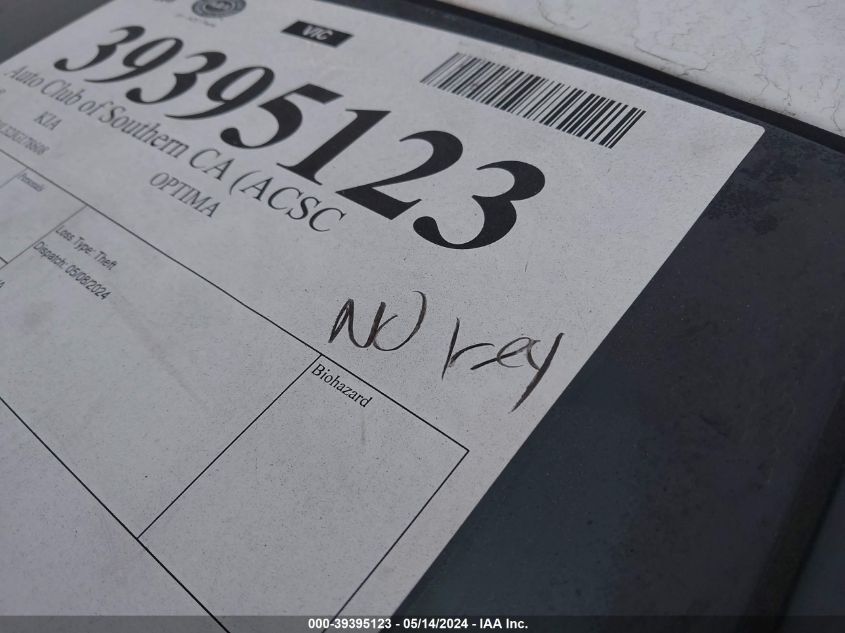 VIC
39395123
Auto Club of Southern CA (ACSC
KIA
OPTIMA
Personals
Loss Type: Theft
Dispatch: 05/08/2024
NO key
Biohazard
000-39395123 - 05/14/2024 - IAA Inc.